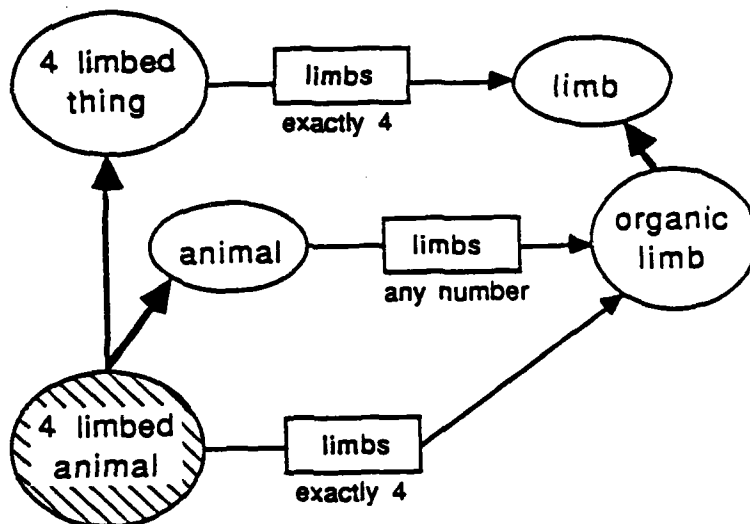 4 limbed
thing
limbs
exactly 4
limb
animal
limbs
any number
organic
limb
4 limbed
animal
limbs
exactly 4